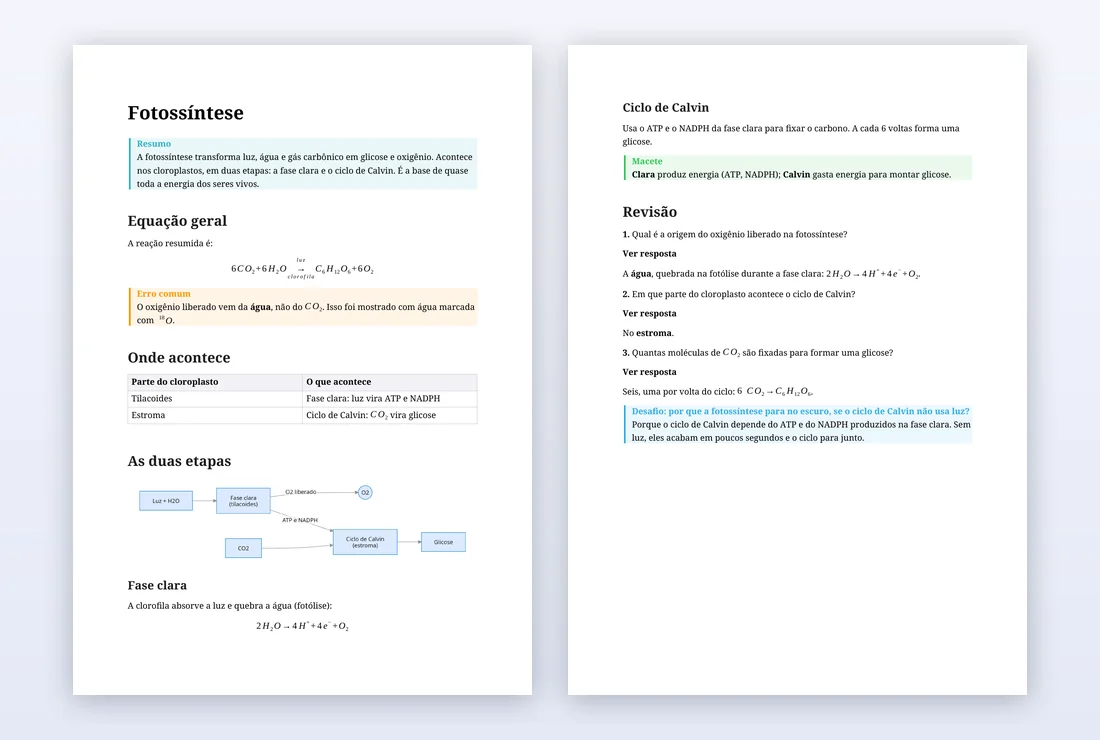 Fotossíntese
Resumo
A fotossíntese transforma luz, água e gás carbônico em glicose e oxigênio. Acontece
nos cloroplastos, em duas etapas: a fase clara e o ciclo de Calvin. É a base de quase
toda a energia dos seres vivos.
Equação geral
A reação resumida é:
luz
6CO₂+6H₂O → C₆H₁₂O₆+6O₂
clorofila
Erro comum
O oxigênio liberado vem da água, não do CO₂. Isso foi mostrado com água marcada
com ¹⁸O.
Onde acontece
Parte do cloroplasto O que acontece
Tilacoides Fase clara: luz vira ATP e NADPH
Estroma Ciclo de Calvin: CO₂ vira glicose
As duas etapas
Luz + H2O
Fase clara
(tilacoides)
O2 liberado
O2
ATP e NADPH
CO2
Ciclo de Calvin
(estroma)
Glicose
Fase clara
A clorofila absorve a luz e quebra a água (fotólise):
2H₂O→4H⁺+4e⁻+O₂
Ciclo de Calvin
Usa o ATP e o NADPH da fase clara para fixar o carbono. A cada 6 voltas forma uma
glicose.
Macete
Clara produz energia (ATP, NADPH); Calvin gasta energia para montar glicose.
Revisão
1. Qual é a origem do oxigênio liberado na fotossíntese?
Ver resposta
A água, quebrada na fotólise durante a fase clara: 2H₂O→4H⁺+4e⁻+O₂.
2. Em que parte do cloroplasto acontece o ciclo de Calvin?
Ver resposta
No estroma.
3. Quantas moléculas de CO₂ são fixadas para formar uma glicose?
Ver resposta
Seis, uma por volta do ciclo: 6 CO₂→C₆H₁₂O₆.
Desafio: por que a fotossíntese para no escuro, se o ciclo de Calvin não usa luz?
Porque o ciclo de Calvin depende do ATP e do NADPH produzidos na fase clara. Sem
luz, eles acabam em poucos segundos e o ciclo para junto.